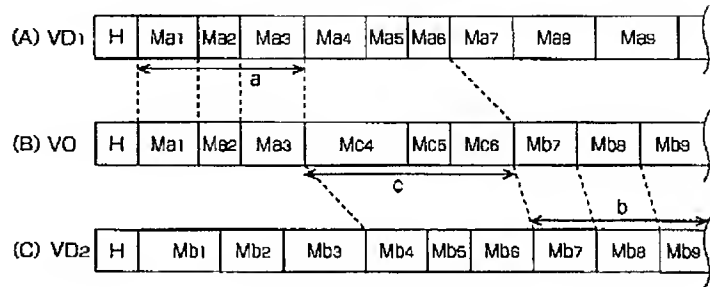 (A) VD1 H Ma1 Ma2 Ma3 Ma4 Ma5 Ma6 Ma7 Ma8 Ma9
a
(B) VO H Ma1 Ma2 Ma3 Mc4 Mc5 Mc6 Mb7 Mb8 Mb9
c
b
(C) VD2 H Mb1 Mb2 Mb3 Mb4 Mb5 Mb6 Mb7 Mb8 Mb9